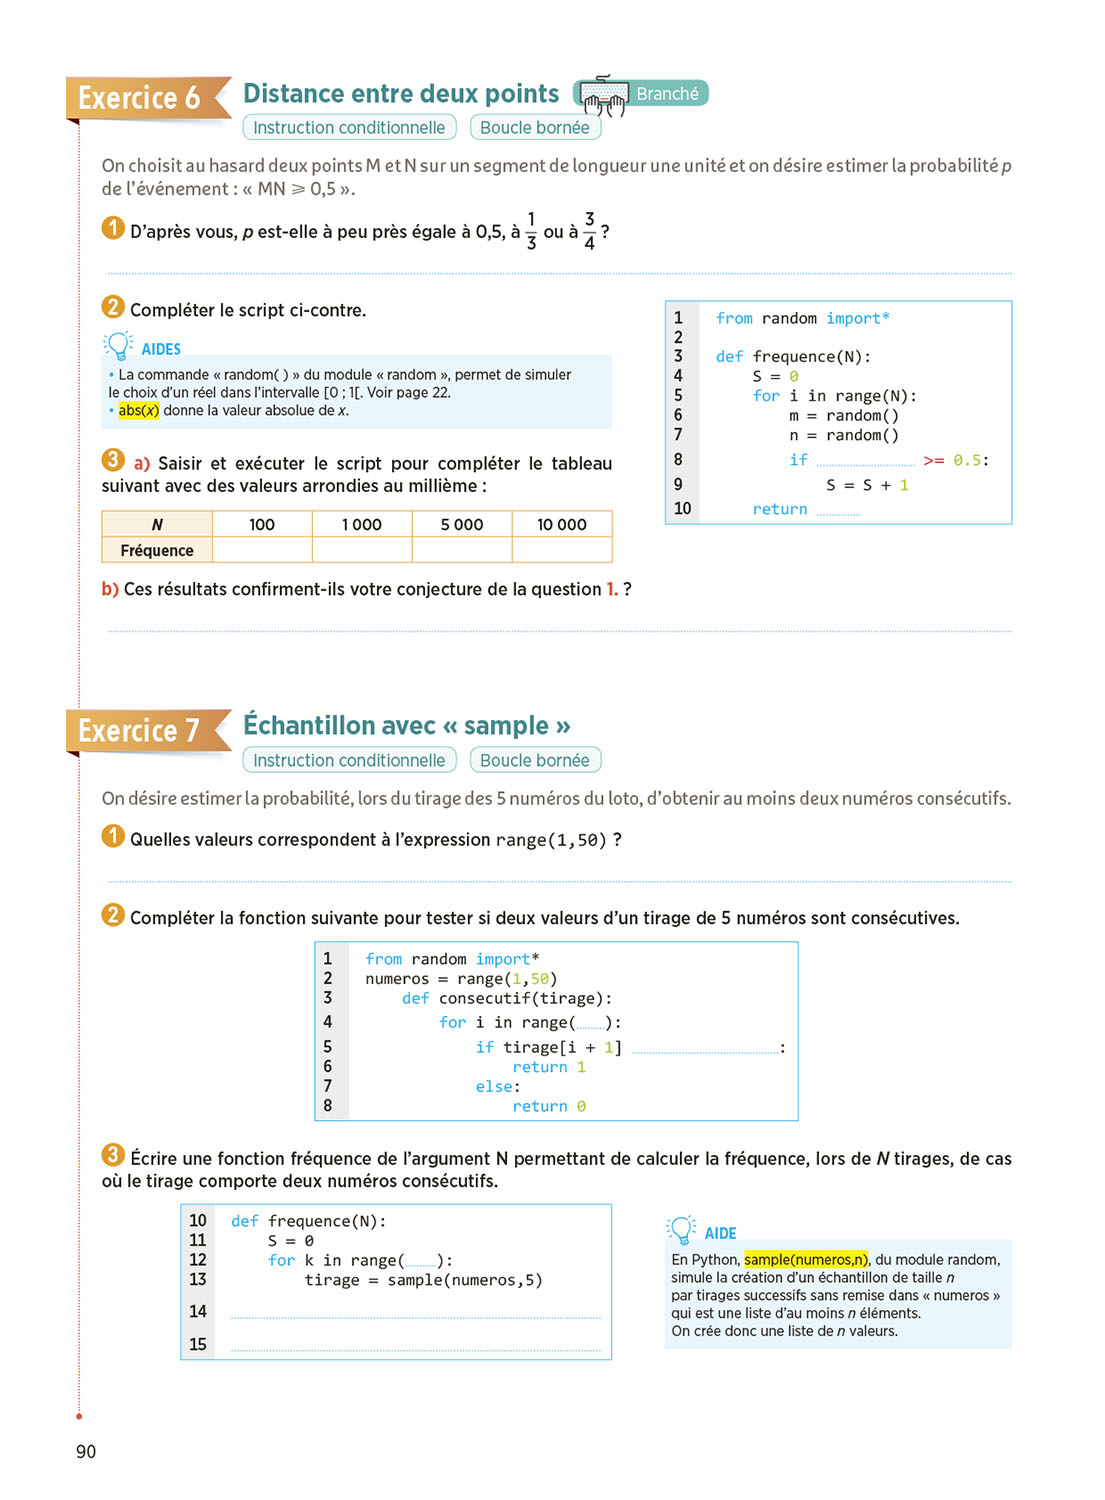 Exercice 6
Distance entre deux points
Branché
Instruction conditionnelle
Boucle bornée
On choisit au hasard deux points M et N sur un segment de longueur une unité et on désire estimer la probabilité p
de l'événement : « MN ⩾ 0,5 ».
1 D'après vous, p est-elle à peu près égale à 0,5, à 1/3 ou à 3/4 ?
2 Compléter le script ci-contre.
AIDES
• La commande « random( ) » du module « random », permet de simuler
le choix d'un réel dans l'intervalle [0 ; 1[. Voir page 22.
• abs(x) donne la valeur absolue de x.
1 from random import*
2
3 def frequence(N):
4 S = 0
5 for i in range(N):
6 m = random()
7 n = random()
8 if ........................ >= 0.5:
9 S = S + 1
10 return ...........
3 a) Saisir et exécuter le script pour compléter le tableau
suivant avec des valeurs arrondies au millième :
N 100 1 000 5 000 10 000
Fréquence
b) Ces résultats confirment-ils votre conjecture de la question 1. ?
Exercice 7
Échantillon avec « sample »
Instruction conditionnelle
Boucle bornée
On désire estimer la probabilité, lors du tirage des 5 numéros du loto, d'obtenir au moins deux numéros consécutifs.
1 Quelles valeurs correspondent à l'expression range(1,50) ?
2 Compléter la fonction suivante pour tester si deux valeurs d'un tirage de 5 numéros sont consécutives.
1 from random import*
2 numeros = range(1,50)
3 def consecutif(tirage):
4 for i in range(.......):
5 if tirage[i + 1] ....................................:
6 return 1
7 else:
8 return 0
3 Écrire une fonction fréquence de l'argument N permettant de calculer la fréquence, lors de N tirages, de cas
où le tirage comporte deux numéros consécutifs.
10 def frequence(N):
11 S = 0
12 for k in range(........):
13 tirage = sample(numeros,5)
14
15
AIDE
En Python, sample(numeros,n), du module random,
simule la création d'un échantillon de taille n
par tirages successifs sans remise dans « numeros »
qui est une liste d'au moins n éléments.
On crée donc une liste de n valeurs.
90